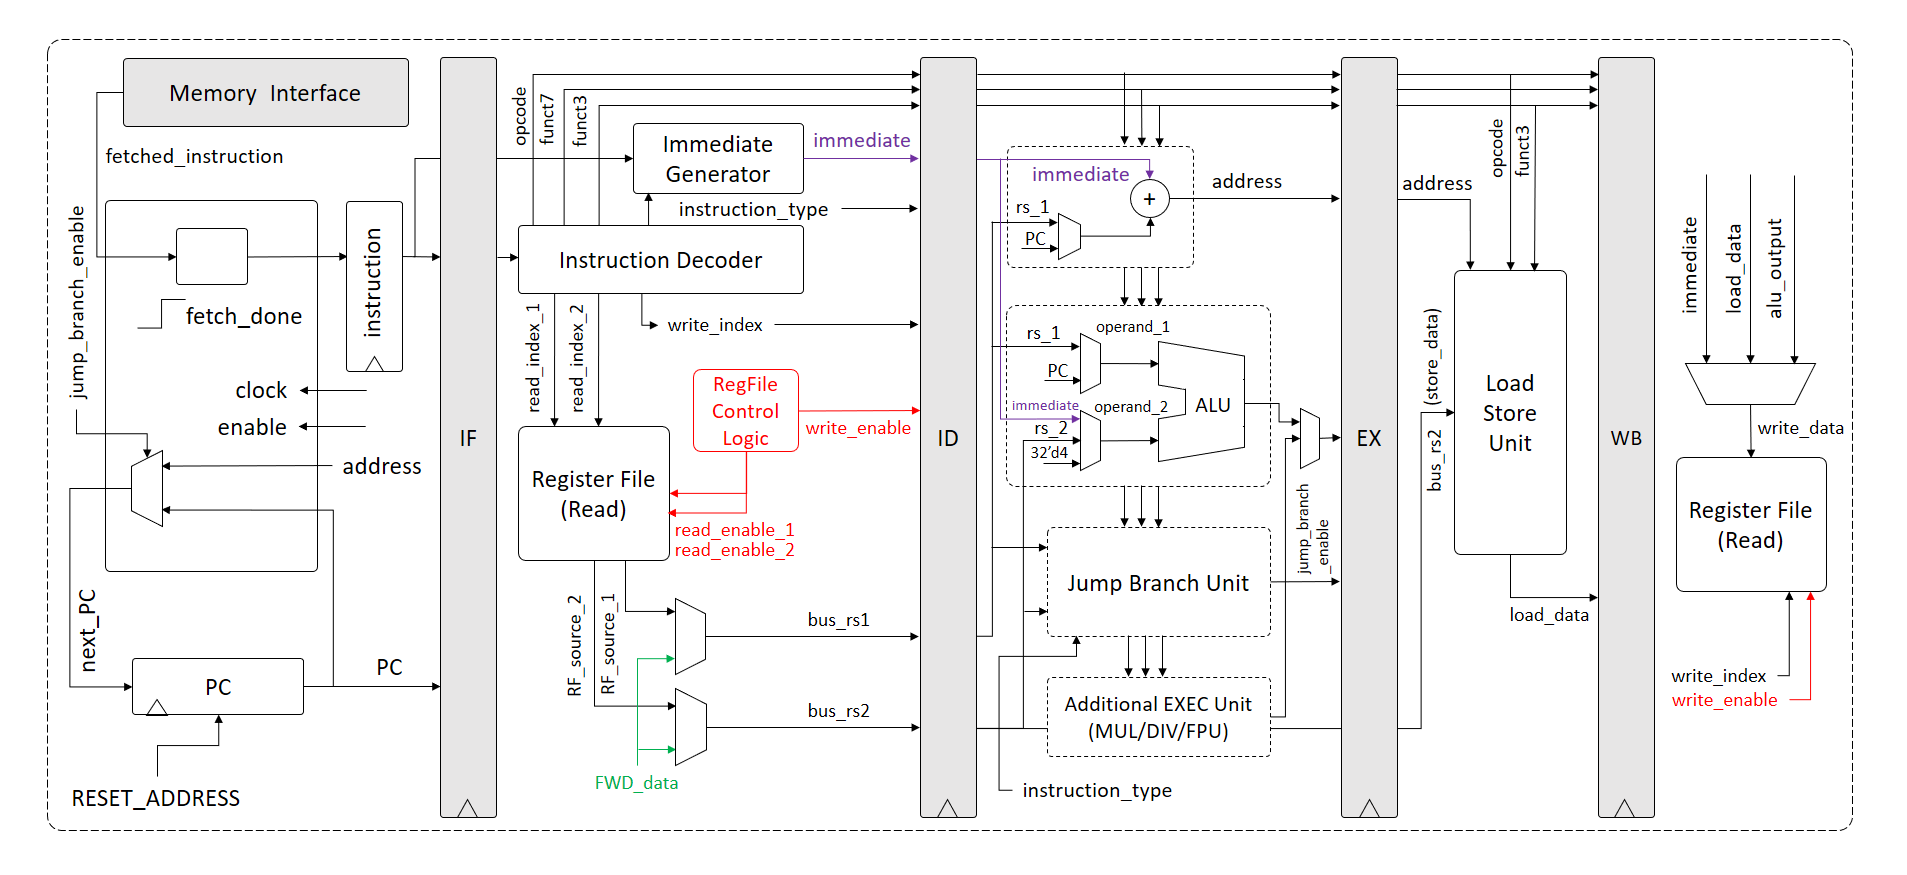 Memory Interface
fetched_instruction
jump_branch_enable
fetch_done
instruction
clock
enable
address
next_PC
PC
PC
RESET_ADDRESS
IF
opcode
funct7
funct3
Immediate
Generator
immediate
instruction_type
Instruction Decoder
read_index_1
read_index_2
write_index
RegFile
Control
Logic
write_enable
Register File
(Read)
read_enable_1
read_enable_2
RF_source_2
RF_source_1
bus_rs1
bus_rs2
FWD_data
ID
immediate
rs_1
PC
+
address
operand_1
rs_1
PC
immediate
operand_2
rs_2
32'd4
ALU
jump_branch
_enable
Jump Branch Unit
Additional EXEC Unit
(MUL/DIV/FPU)
instruction_type
EX
address
opcode
funct3
bus_rs2 (store_data)
Load
Store
Unit
load_data
WB
immediate
load_data
alu_output
write_data
Register File
(Read)
write_index
write_enable